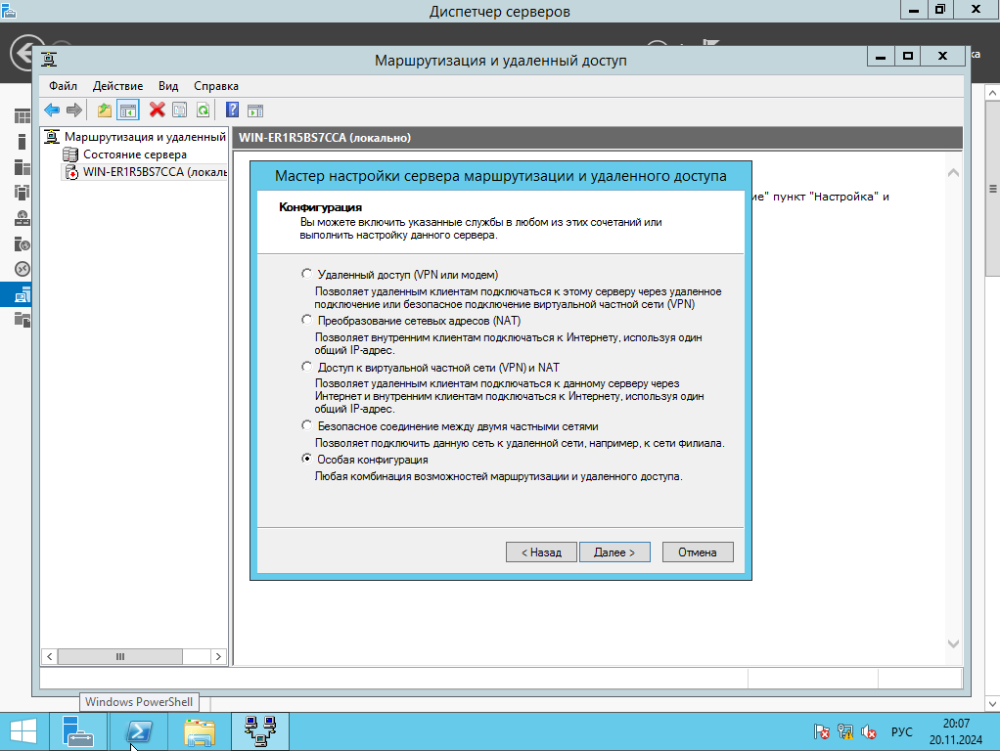 Диспетчер серверов
Маршрутизация и удаленный доступ
Файл Действие Вид Справка
Маршрутизация и удаленный
Состояние сервера
WIN-ER1R5BS7CCA (локаль
WIN-ER1R5BS7CCA (локально)
Мастер настройки сервера маршрутизации и удаленного доступа
ие" пункт "Настройка" и
Конфигурация
Вы можете включить указанные службы в любом из этих сочетаний или
выполнить настройку данного сервера.
Удаленный доступ (VPN или модем)
Позволяет удаленным клиентам подключаться к этому серверу через удаленное
подключение или безопасное подключение виртуальной частной сети (VPN)
Преобразование сетевых адресов (NAT)
Позволяет внутренним клиентам подключаться к Интернету, используя один
общий IP-адрес.
Доступ к виртуальной частной сети (VPN) и NAT
Позволяет удаленным клиентам подключаться к данному серверу через
Интернет и внутренним клиентам подключаться к Интернету, используя один
общий IP-адрес.
Безопасное соединение между двумя частными сетями
Позволяет подключить данную сеть к удаленной сети, например, к сети филиала.
Особая конфигурация
Любая комбинация возможностей маршрутизации и удаленного доступа.
< Назад Далее > Отмена
Windows PowerShell
РУС
20:07
20.11.2024